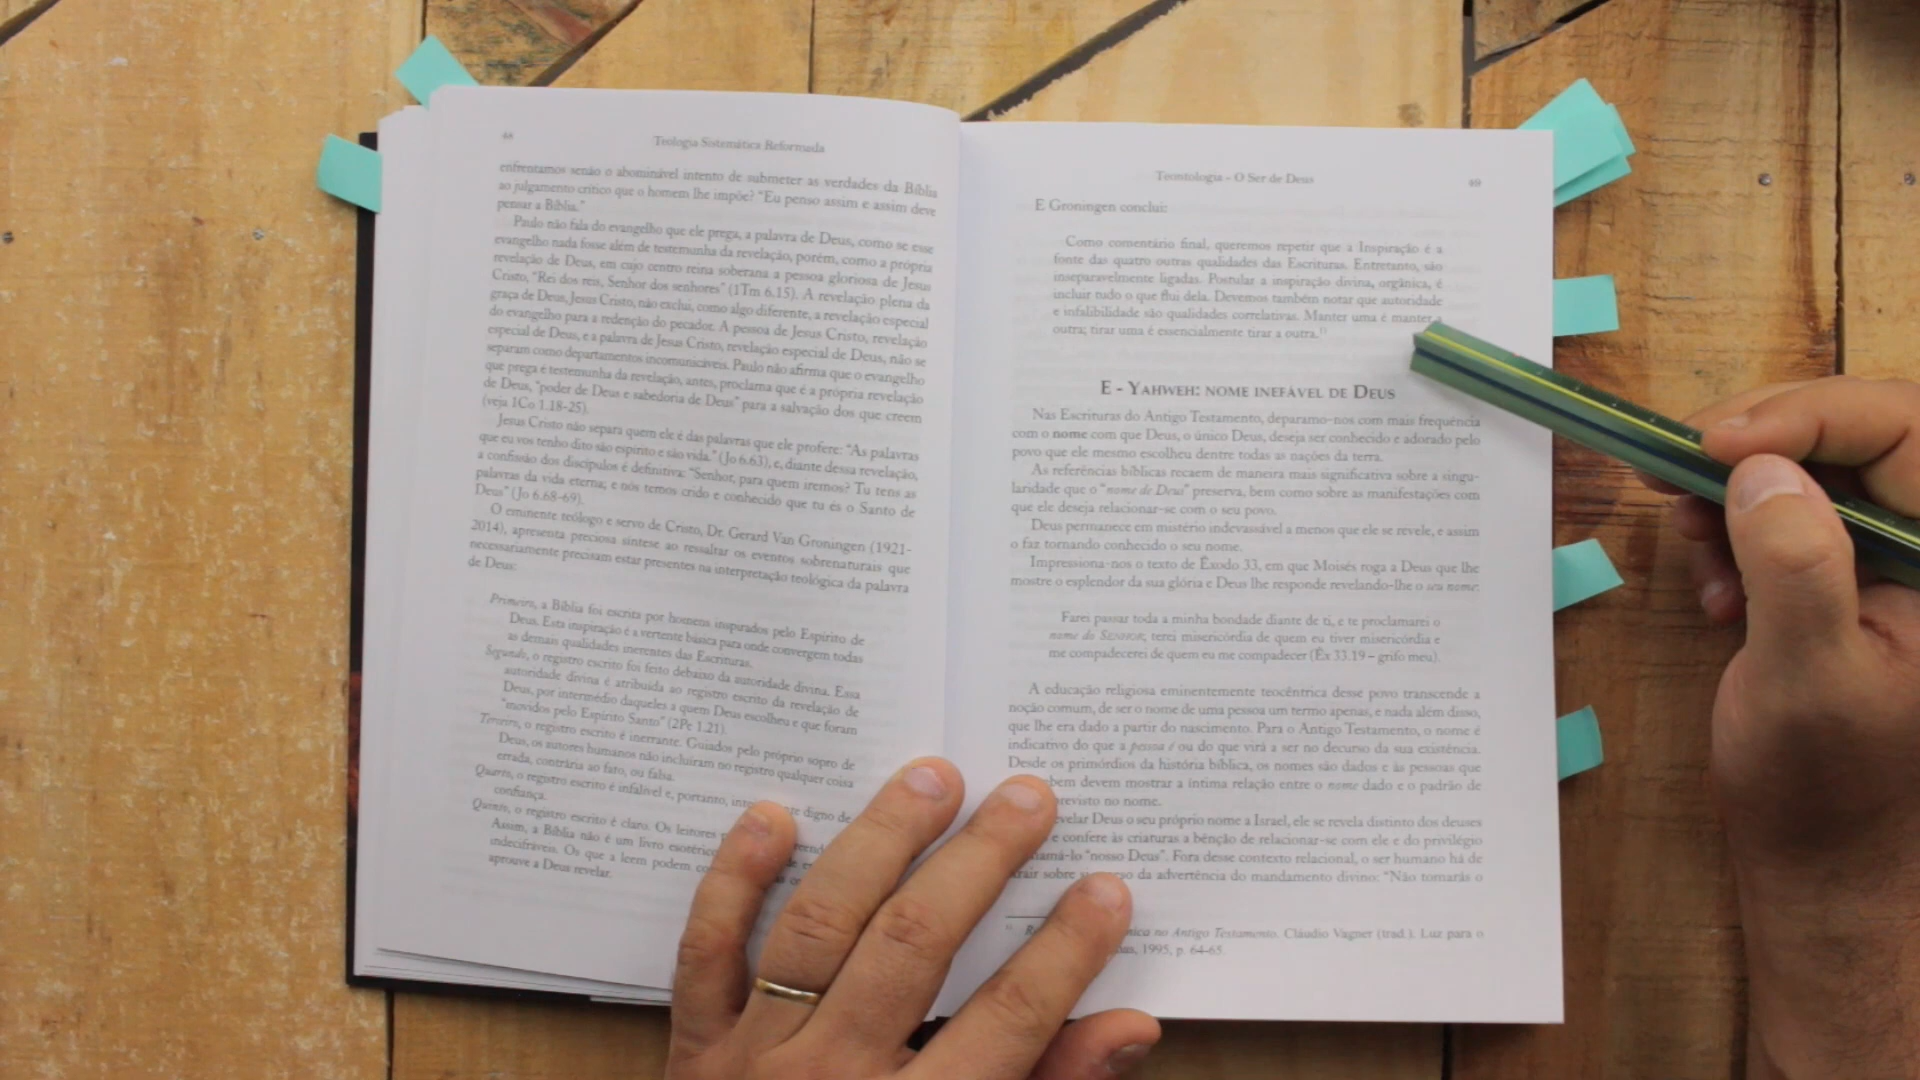 48
Teologia Sistemática Reformada
enfrentamos senão o abominável intento de submeter as verdades da Bíblia
ao julgamento crítico que o homem lhe impõe? “Eu penso assim e assim deve
pensar a Bíblia.”
Paulo não fala do evangelho que ele prega, a palavra de Deus, como se esse
evangelho nada fosse além de testemunha da revelação, porém, como a própria
revelação de Deus, em cujo centro reina soberana a pessoa gloriosa de Jesus
Cristo, “Rei dos reis, Senhor dos senhores” (1Tm 6.15). A revelação plena da
graça de Deus, Jesus Cristo, não exclui, como algo diferente, a revelação especial
do evangelho para a redenção do pecador. A pessoa de Jesus Cristo, revelação
especial de Deus, e a palavra de Jesus Cristo, revelação especial de Deus, não se
separam como departamentos incomunicáveis. Paulo não afirma que o evangelho
que prega é testemunha da revelação, antes, proclama que é a própria revelação
de Deus, “poder de Deus e sabedoria de Deus” para a salvação dos que creem
(veja 1Co 1.18-25).
Jesus Cristo não separa quem ele é das palavras que ele profere: “As palavras
que eu vos tenho dito são espírito e são vida.” (Jo 6.63), e, diante dessa revelação,
a confissão dos discípulos é definitiva: “Senhor, para quem iremos? Tu tens as
palavras da vida eterna; e nós temos crido e conhecido que tu és o Santo de
Deus” (Jo 6.68-69).
O eminente teólogo e servo de Cristo, Dr. Gerard Van Groningen (1921-
2014), apresenta preciosa síntese ao ressaltar os eventos sobrenaturais que
necessariamente precisam estar presentes na interpretação teológica da palavra
de Deus:
Primeiro, a Bíblia foi escrita por homens inspirados pelo Espírito de
Deus. Esta inspiração é a vertente básica para onde convergem todas
as demais qualidades inerentes das Escrituras.
Segundo, o registro escrito foi feito debaixo da autoridade divina. Essa
autoridade divina é atribuída ao registro escrito da revelação de
Deus, por intermédio daqueles a quem Deus escolheu e que foram
“movidos pelo Espírito Santo” (2Pe 1.21).
Terceiro, o registro escrito é inerrante. Guiados pelo próprio sopro de
Deus, os autores humanos não incluíram no registro qualquer coisa
errada, contrária ao fato, ou falsa.
Quarto, o registro escrito é infalível e, portanto, digno de
confiança.
Quinto, o registro escrito é claro. Os leitores
Assim, a Bíblia não é um livro esotérico
indecifráveis. Os que a leem podem
aprouve a Deus revelar.
Teontologia - O Ser de Deus
49
E Groningen conclui:
Como comentário final, queremos repetir que a Inspiração é a
fonte das quatro outras qualidades das Escrituras. Entretanto, são
inseparavelmente ligadas. Postular a inspiração divina, orgânica, é
incluir tudo o que flui dela. Devemos também notar que autoridade
e infalibilidade são qualidades correlativas. Manter uma é manter a
outra; tirar uma é essencialmente tirar a outra.
E - Yahweh: nome inefável de Deus
Nas Escrituras do Antigo Testamento, deparamo-nos com mais frequência
com o nome com que Deus, o único Deus, deseja ser conhecido e adorado pelo
povo que ele mesmo escolheu dentre todas as nações da terra.
As referências bíblicas recaem de maneira mais significativa sobre a singu-
laridade que o “nome de Deus” preserva, bem como sobre as manifestações com
que ele deseja relacionar-se com o seu povo.
Deus permanece em mistério indevassável a menos que ele se revele, e assim
o faz tornando conhecido o seu nome.
Impressiona-nos o texto de Êxodo 33, em que Moisés roga a Deus que lhe
mostre o esplendor da sua glória e Deus lhe responde revelando-lhe o seu nome:
Farei passar toda a minha bondade diante de ti, e te proclamarei o
nome do SENHOR; terei misericórdia de quem eu tiver misericórdia e
me compadecerei de quem eu me compadecer (Êx 33.19 – grifo meu).
A educação religiosa eminentemente teocêntrica desse povo transcende a
noção comum, de ser o nome de uma pessoa um termo apenas, e nada além disso,
que lhe era dado a partir do nascimento. Para o Antigo Testamento, o nome é
indicativo do que a pessoa é ou do que virá a ser no decurso da sua existência.
Desde os primórdios da história bíblica, os nomes são dados e às pessoas que
bem devem mostrar a íntima relação entre o nome dado e o padrão de
previsto no nome.
revelar Deus o seu próprio nome a Israel, ele se revela distinto dos deuses
e confere às criaturas a bênção de relacionar-se com ele e do privilégio
chamá-lo “nosso Deus”. Fora desse contexto relacional, o ser humano há de
sobre da advertência do mandamento divino: “Não tomarás o
no Antigo Testamento. Cláudio Vagner (trad.). Luz para o
1995, p. 64-65.